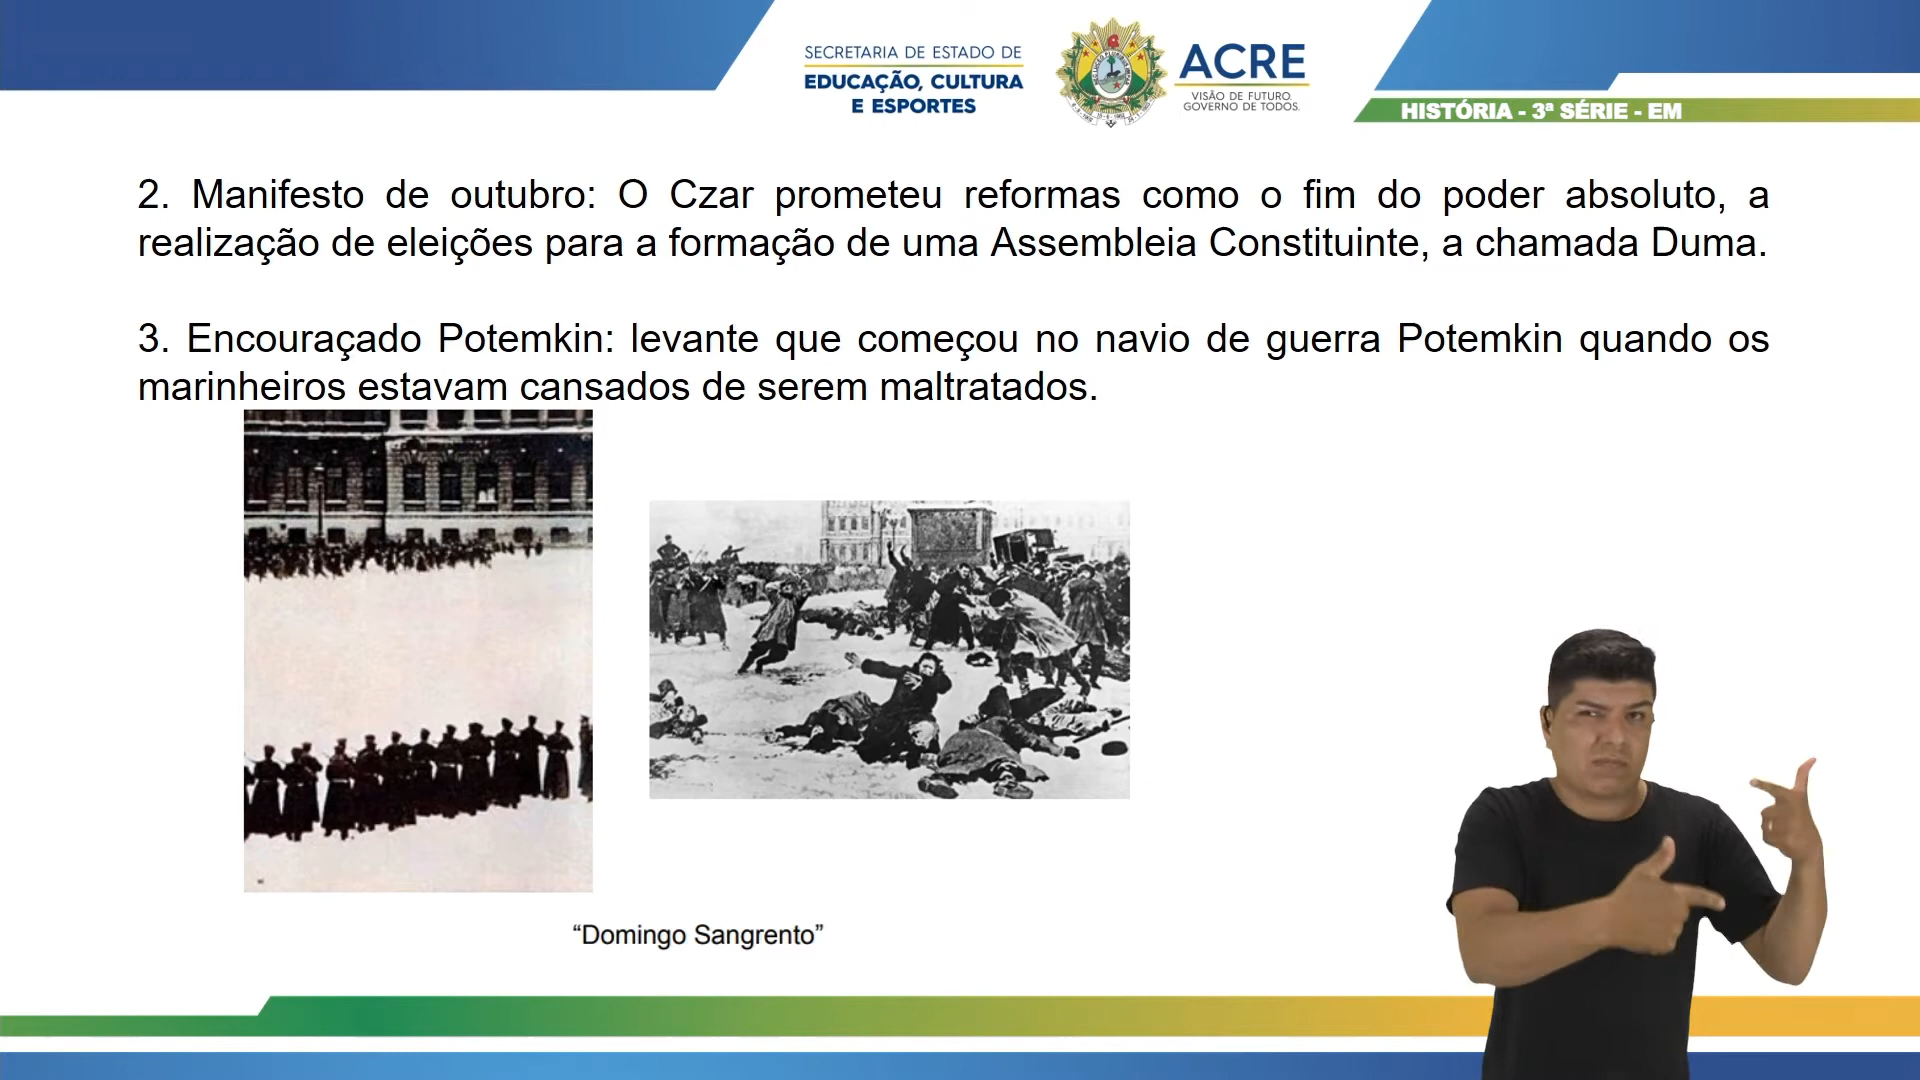 SECRETARIA DE ESTADO DE
EDUCAÇÃO, CULTURA
E ESPORTES
ACRE
VISÃO DE FUTURO.
GOVERNO DE TODOS.
HISTÓRIA - 3ª SÉRIE - EM
2. Manifesto de outubro: O Czar prometeu reformas como o fim do poder absoluto, a
realização de eleições para a formação de uma Assembleia Constituinte, a chamada Duma.
3. Encouraçado Potemkin: levante que começou no navio de guerra Potemkin quando os
marinheiros estavam cansados de serem maltratados.
“Domingo Sangrento”